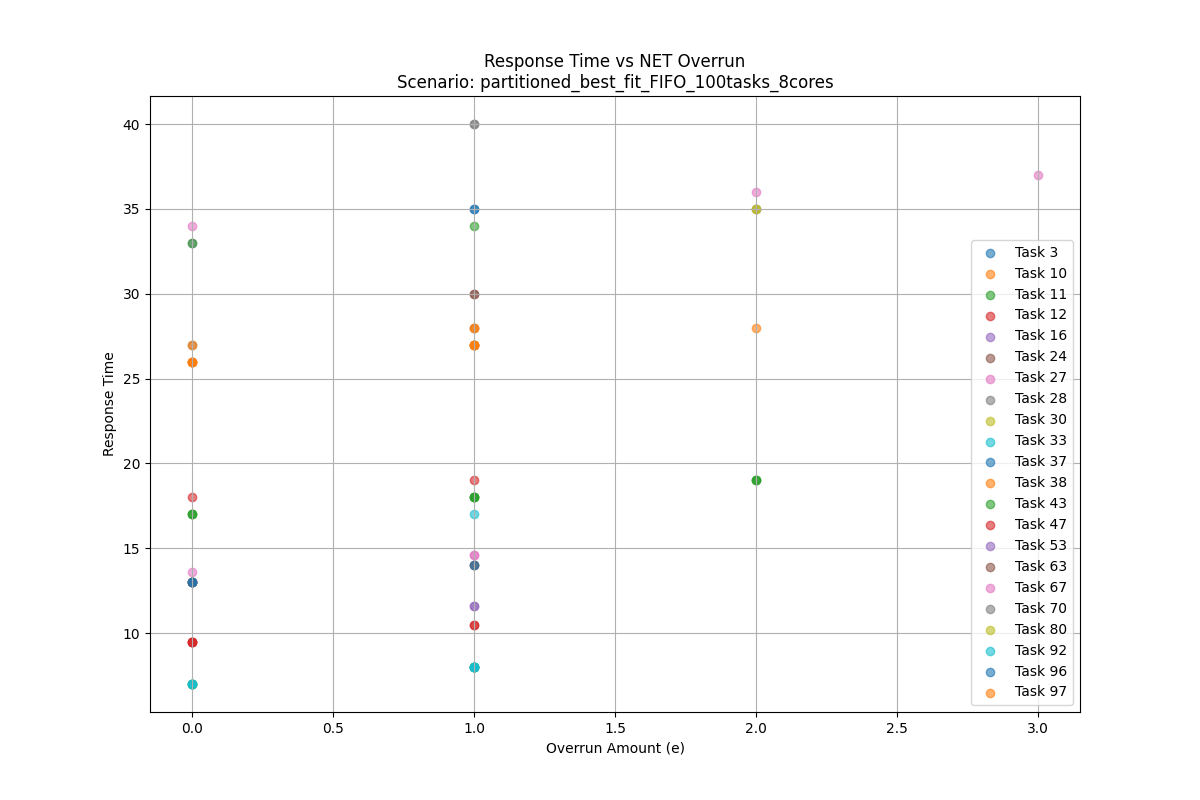 Response Time vs NET Overrun
Scenario: partitioned_best_fit_FIFO_100tasks_8cores
Response Time
40
35
30
25
20
15
10
0.0
0.5
1.0
1.5
2.0
2.5
3.0
Overrun Amount (e)
Task 3
Task 10
Task 11
Task 12
Task 16
Task 24
Task 27
Task 28
Task 30
Task 33
Task 37
Task 38
Task 43
Task 47
Task 53
Task 63
Task 67
Task 70
Task 80
Task 92
Task 96
Task 97